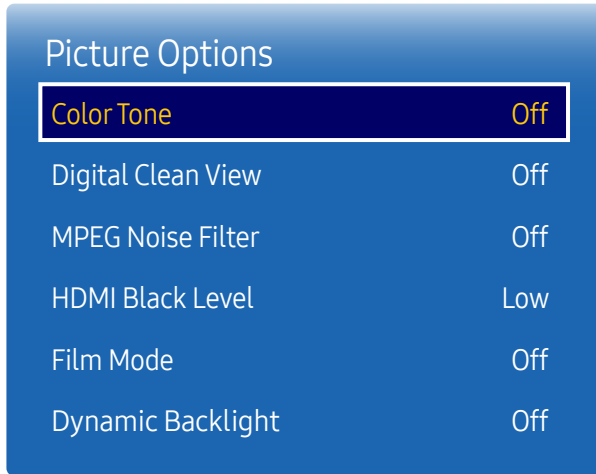 Picture Options
Color Tone Off
Digital Clean View Off
MPEG Noise Filter Off
HDMI Black Level Low
Film Mode Off
Dynamic Backlight Off